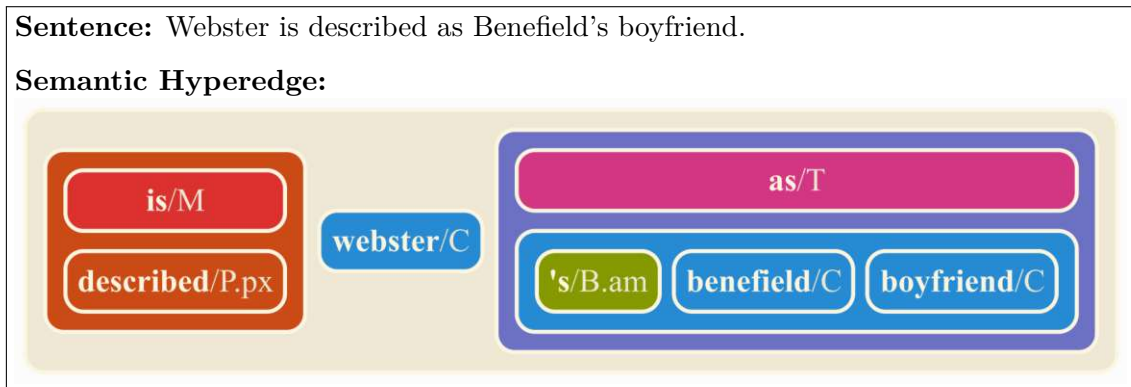 Sentence: Webster is described as Benefield's boyfriend.
Semantic Hyperedge:
is/M
described/P.px
webster/C
as/T
's/B.am
benefield/C
boyfriend/C